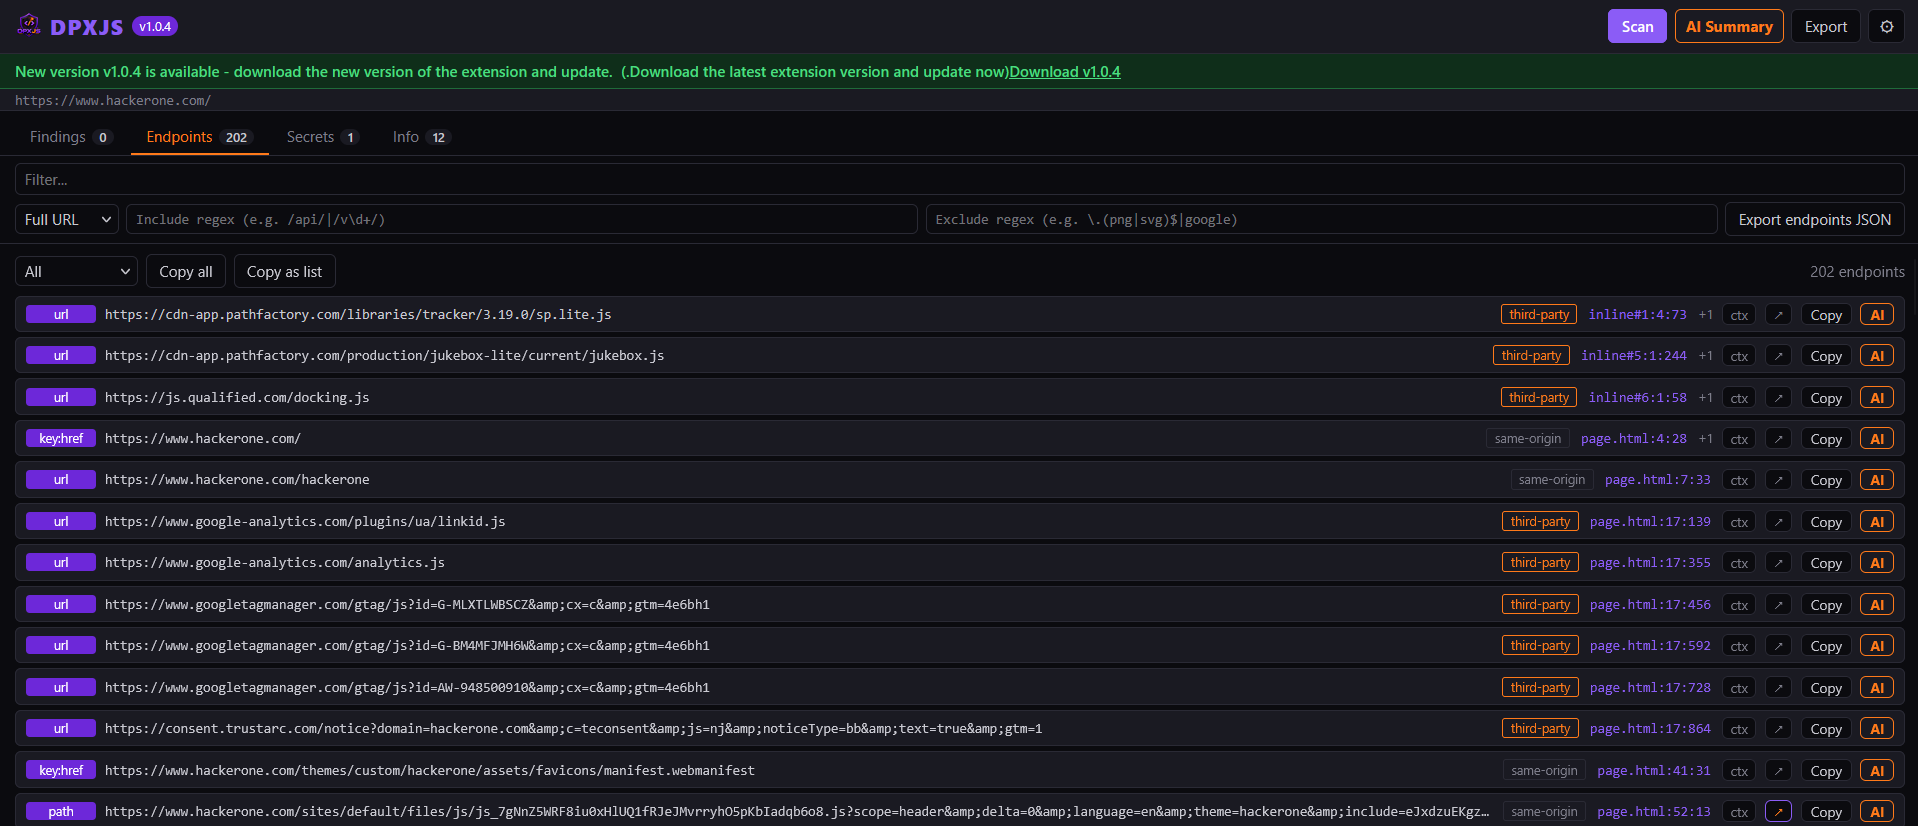 DPXJS v1.0.4 Scan AI Summary Export
New version v1.0.4 is available - download the new version of the extension and update. (.Download the latest extension version and update now)Download v1.0.4
https://www.hackerone.com/
Findings 0 Endpoints 202 Secrets 1 Info 12
Filter...
Full URL Include regex (e.g. /api/|/v\d+/) Exclude regex (e.g. \.(png|svg)$|google) Export endpoints JSON
All Copy all Copy as list 202 endpoints
url https://cdn-app.pathfactory.com/libraries/tracker/3.19.0/sp.lite.js third-party inline#1:4:73 +1 ctx ↗ Copy AI
url https://cdn-app.pathfactory.com/production/jukebox-lite/current/jukebox.js third-party inline#5:1:244 +1 ctx ↗ Copy AI
url https://js.qualified.com/docking.js third-party inline#6:1:58 +1 ctx ↗ Copy AI
key:href https://www.hackerone.com/ same-origin page.html:4:28 +1 ctx ↗ Copy AI
url https://www.hackerone.com/hackerone same-origin page.html:7:33 ctx ↗ Copy AI
url https://www.google-analytics.com/plugins/ua/linkid.js third-party page.html:17:139 ctx ↗ Copy AI
url https://www.google-analytics.com/analytics.js third-party page.html:17:355 ctx ↗ Copy AI
url https://www.googletagmanager.com/gtag/js?id=G-MLXTLWBSCZ&amp;cx=c&amp;gtm=4e6bh1 third-party page.html:17:456 ctx ↗ Copy AI
url https://www.googletagmanager.com/gtag/js?id=G-BM4MFJMH6W&amp;cx=c&amp;gtm=4e6bh1 third-party page.html:17:592 ctx ↗ Copy AI
url https://www.googletagmanager.com/gtag/js?id=AW-948500910&amp;cx=c&amp;gtm=4e6bh1 third-party page.html:17:728 ctx ↗ Copy AI
url https://consent.trustarc.com/notice?domain=hackerone.com&amp;c=teconsent&amp;js=nj&amp;noticeType=bb&amp;text=true&amp;gtm=1 third-party page.html:17:864 ctx ↗ Copy AI
key:href https://www.hackerone.com/themes/custom/hackerone/assets/favicons/manifest.webmanifest same-origin page.html:41:31 ctx ↗ Copy AI
path https://www.hackerone.com/sites/default/files/js/js_7gNnZ5WRF8iu0xHlUQ1fRJeJMvrryhO5pKbIadqb6o8.js?scope=header&amp;delta=0&amp;language=en&amp;theme=hackerone&amp;include=eJxdzuEKgz… same-origin page.html:52:13 ctx ↗ Copy AI